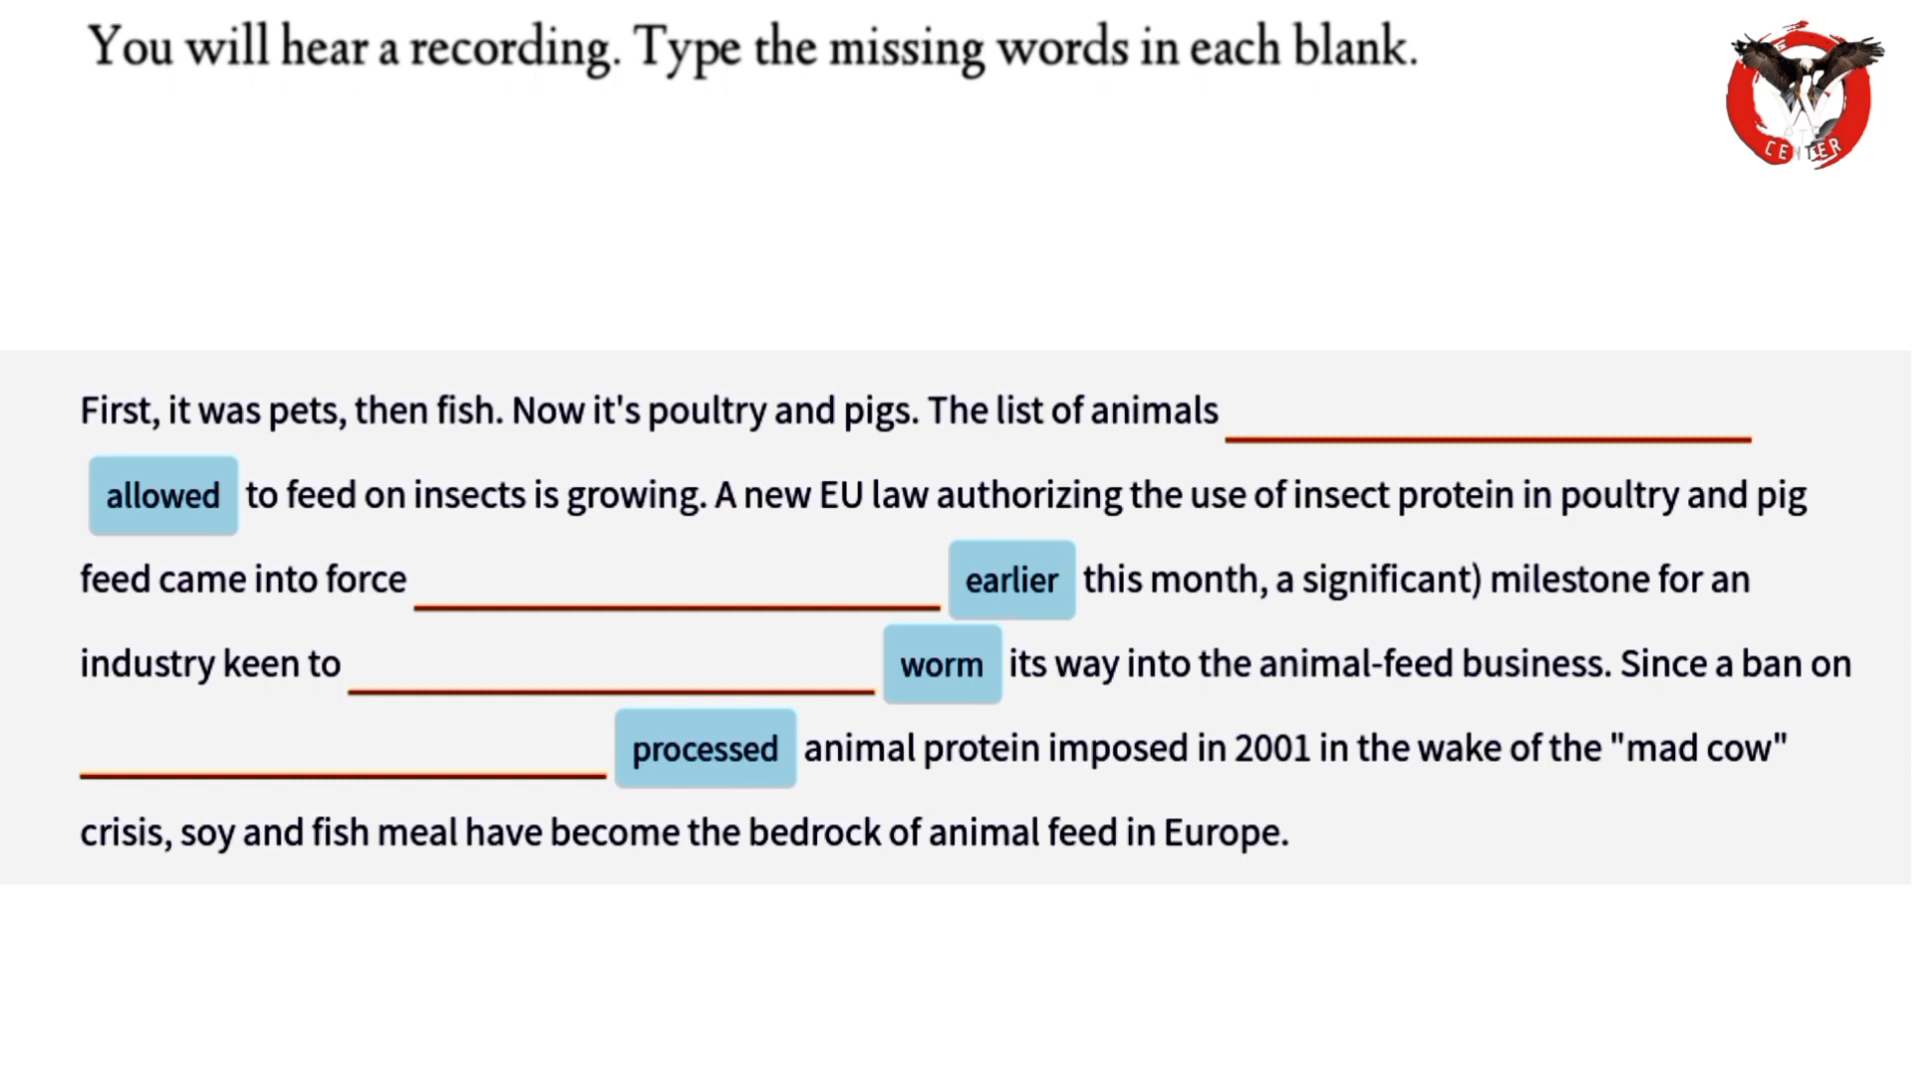 You will hear a recording. Type the missing words in each blank.
CENTER
First, it was pets, then fish. Now it's poultry and pigs. The list of animals
allowed to feed on insects is growing. A new EU law authorizing the use of insect protein in poultry and pig
feed came into force earlier this month, a significant) milestone for an
industry keen to worm its way into the animal-feed business. Since a ban on
processed animal protein imposed in 2001 in the wake of the "mad cow"
crisis, soy and fish meal have become the bedrock of animal feed in Europe.